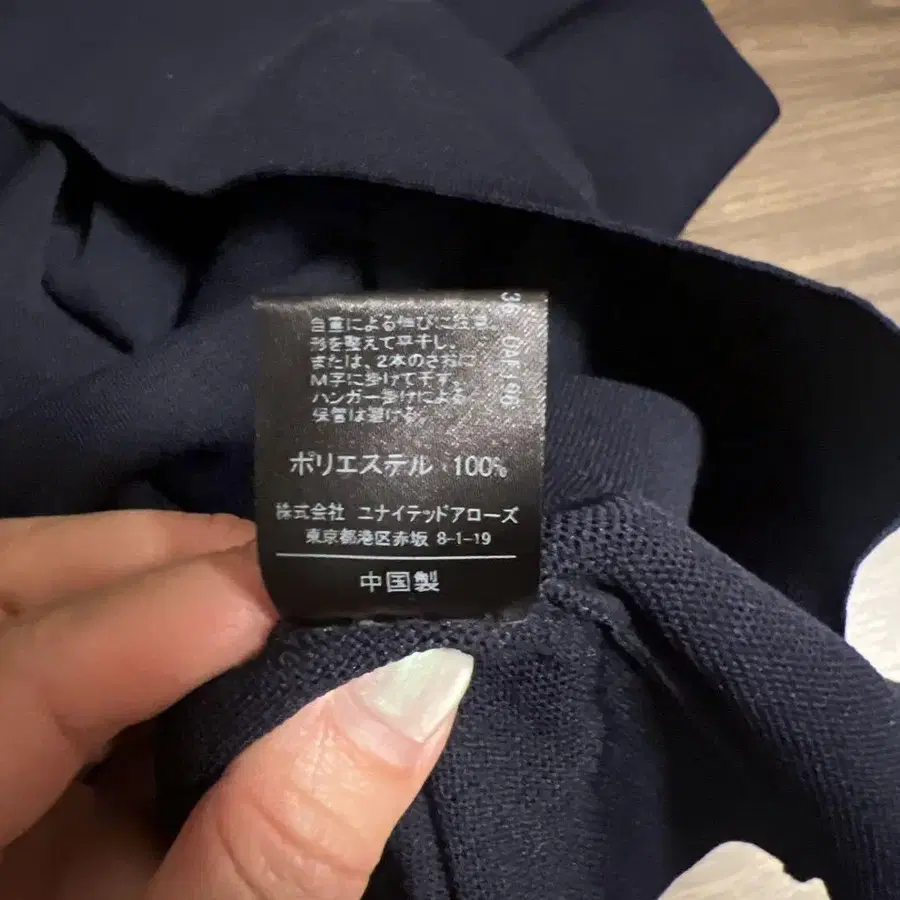 自重による伸びに注意。
形を整えて平干し、
または、2本のさおに
M字に掛けて干す。
ハンガー掛けによる
保管は避ける。
ポリエステル 100%
株式会社 ユナイテッドアローズ
東京都港区赤坂 8-1-19
中国製